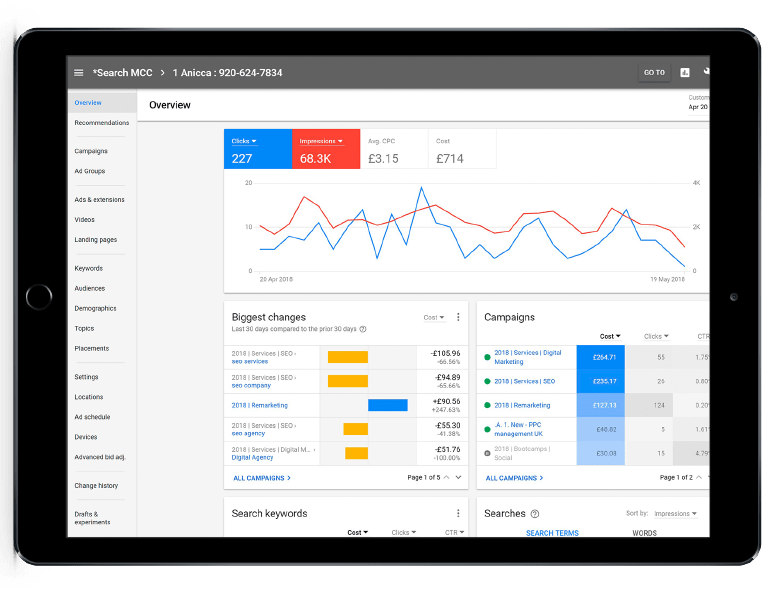 *Search MCC > 1 Anicca : 920-624-7834
GO TO
Overview
Recommendations
Campaigns
Ad Groups
Ads & extensions
Videos
Landing pages
Keywords
Audiences
Demographics
Topics
Placements
Settings
Locations
Ad schedule
Devices
Advanced bid adj.
Change history
Drafts &
experiments
Overview
Custom
Apr 20
Clicks
227
Impressions
68.3K
Avg. CPC
£3.15
Cost
£714
20
10
0
4K
2K
0
20 Apr 2018
19 May 2018
Biggest changes
Cost
Last 30 days compared to the prior 30 days
2018 | Services | SEO ›
seo services
-£105.96
-66.56%
2018 | Services | SEO ›
seo company
-£94.89
-65.66%
2018 | Remarketing
+£90.56
+247.63%
2018 | Services | SEO ›
seo agency
-£55.30
-41.38%
2018 | Services | Digital M... ›
Digital Agency
-£51.76
-100.00%
ALL CAMPAIGNS >
Page 1 of 5
Campaigns
Cost Clicks CTR
2018 | Services | Digital
Marketing
£264.71 55 1.75%
2018 | Services | SEO £235.17 26 0.60%
2018 | Remarketing £127.13 124 0.20%
.A. 1. New - PPC
management UK
£48.62 5 1.61%
2018 | Bootcamps |
Social
£30.08 15 4.79%
ALL CAMPAIGNS >
Page 1 of 2
Search keywords
Cost Clicks CTR
Searches
Sort by: Impressions
SEARCH TERMS WORDS